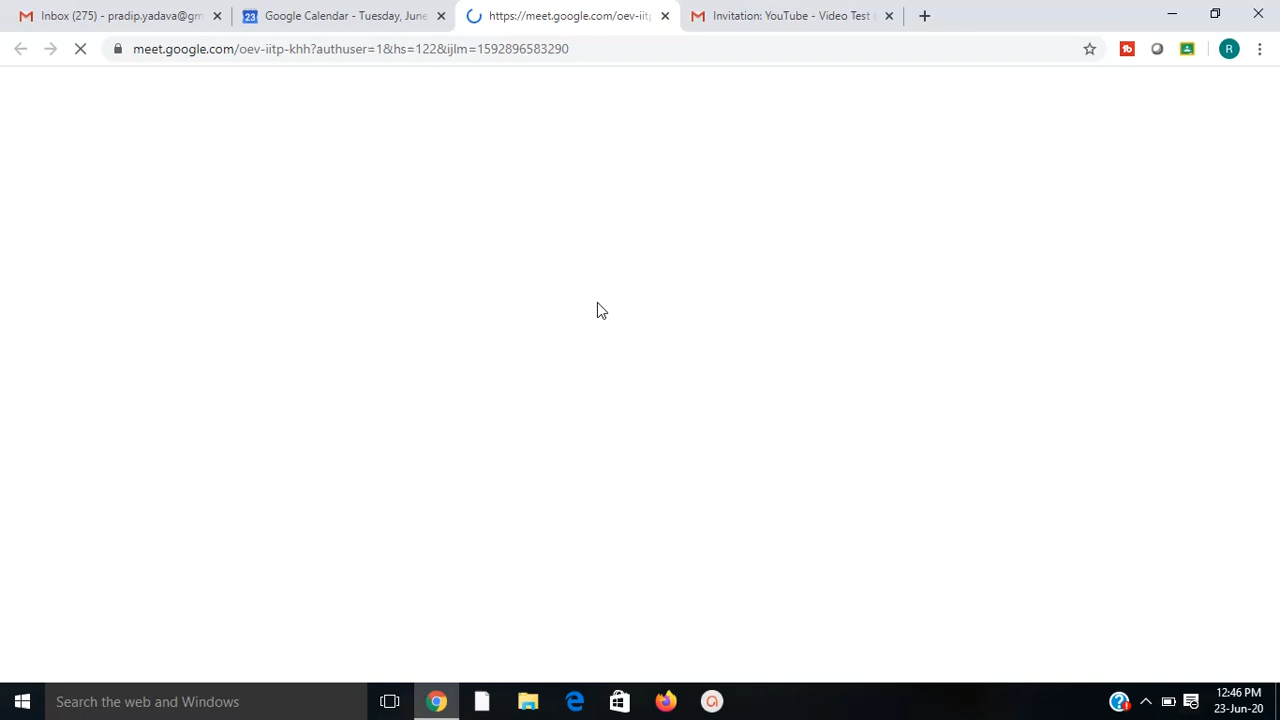 Inbox (275) - pradip.yadava@gm
Google Calendar - Tuesday, June
https://meet.google.com/oev-iitp
Invitation: YouTube - Video Test
meet.google.com/oev-iitp-khh?authuser=1&hs=122&ijlm=1592896583290
R
Search the web and Windows
12:46 PM
23-Jun-20